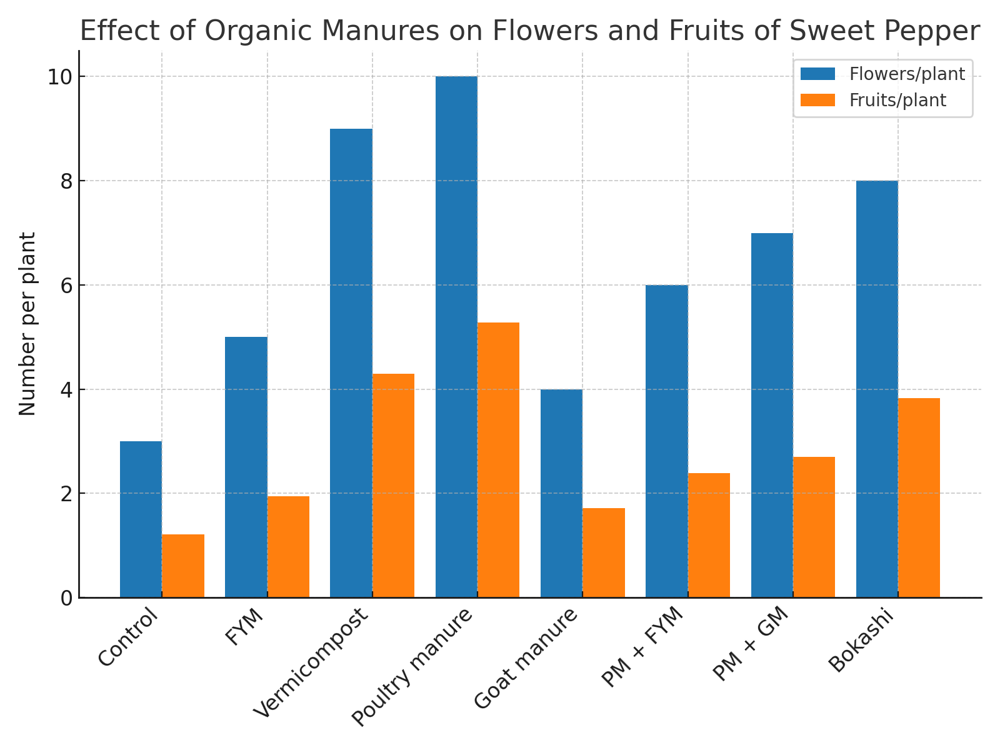 Effect of Organic Manures on Flowers and Fruits of Sweet Pepper
Flowers/plant
Fruits/plant
Number per plant
10
8
6
4
2
0
Control
FYM
Vermicompost
Poultry manure
Goat manure
PM + FYM
PM + GM
Bokashi